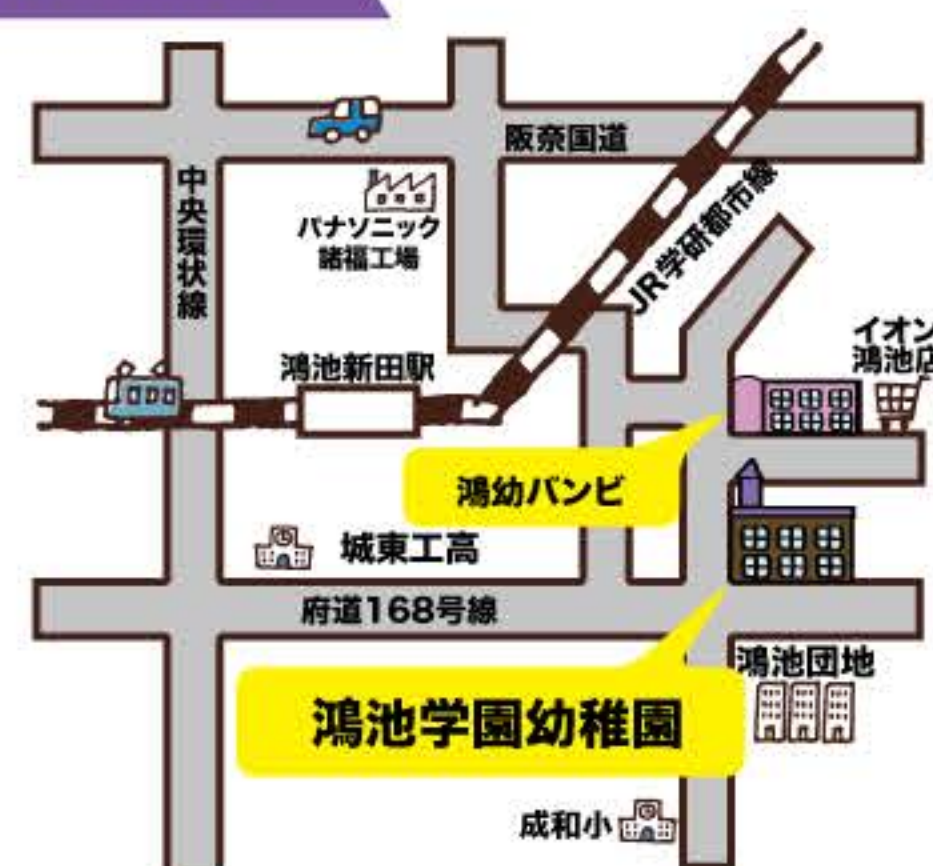 阪奈国道
中央環状線
パナソニック
諸福工場
JR学研都市線
イオン
鴻池店
鴻池新田駅
鴻幼バンビ
城東工高
府道168号線
鴻池団地
鴻池学園幼稚園
成和小